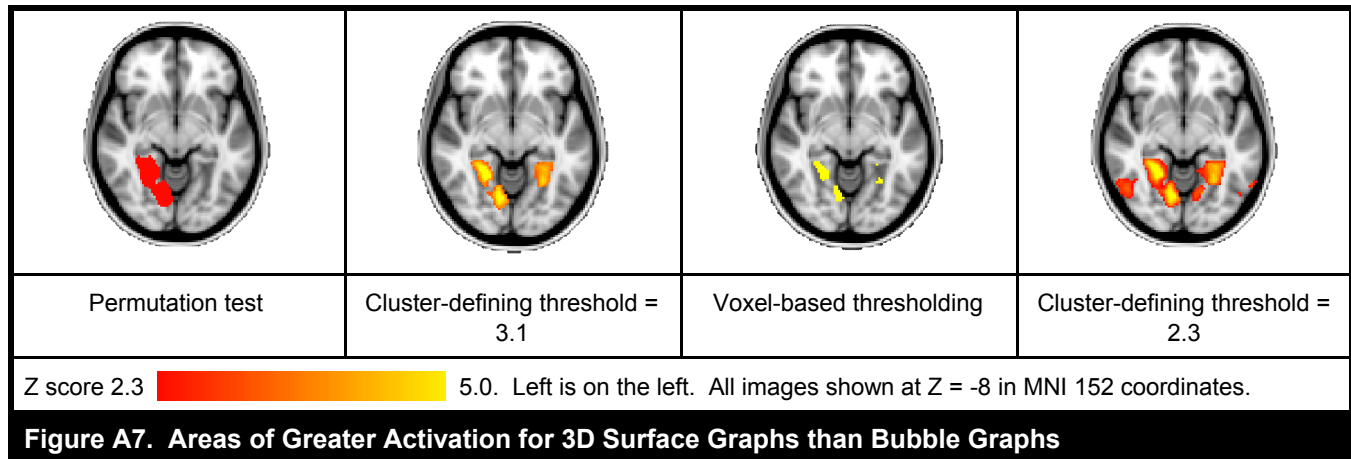 Permutation test
Cluster-defining threshold =
3.1
Voxel-based thresholding
Cluster-defining threshold =
2.3
Z score 2.3 5.0. Left is on the left. All images shown at Z = -8 in MNI 152 coordinates.
Figure A7. Areas of Greater Activation for 3D Surface Graphs than Bubble Graphs